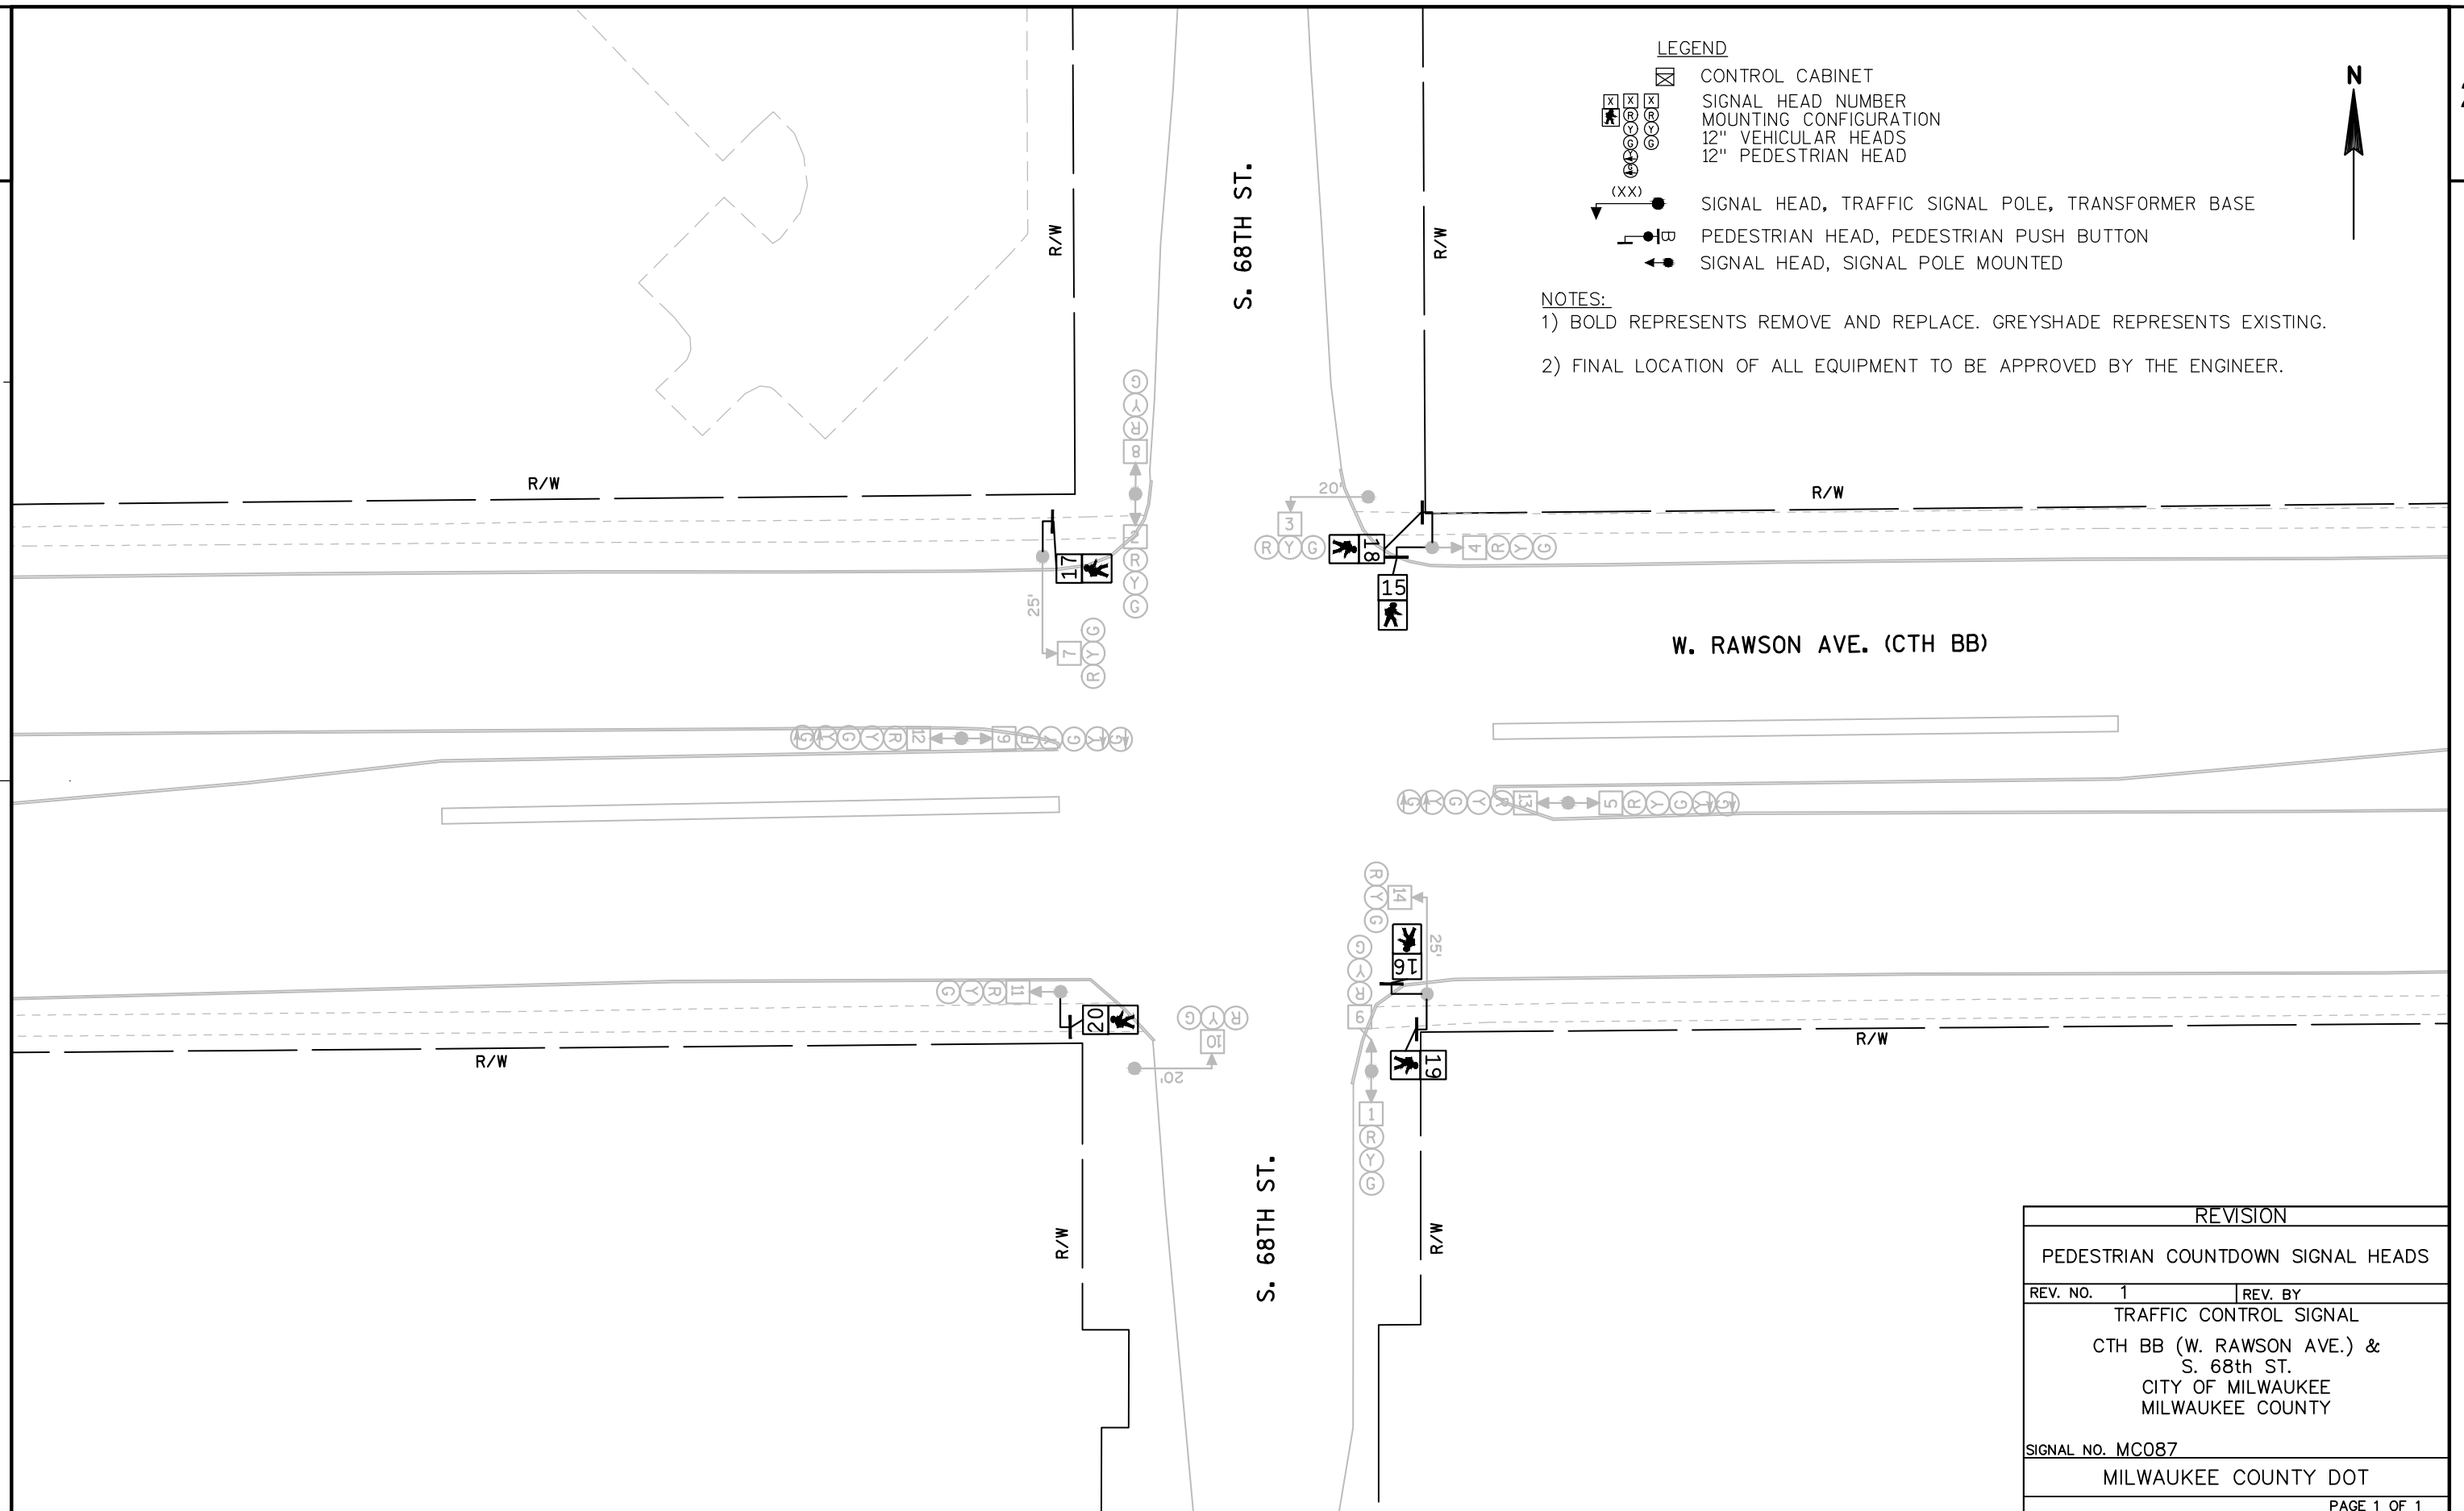 LEGEND
CONTROL CABINET
X X X
SIGNAL HEAD NUMBER
R R
MOUNTING CONFIGURATION
Y Y
12" VEHICULAR HEADS
G G
12" PEDESTRIAN HEAD
Y
G
(XX)
SIGNAL HEAD, TRAFFIC SIGNAL POLE, TRANSFORMER BASE
B
PEDESTRIAN HEAD, PEDESTRIAN PUSH BUTTON
SIGNAL HEAD, SIGNAL POLE MOUNTED
N
NOTES:
1) BOLD REPRESENTS REMOVE AND REPLACE. GREYSHADE REPRESENTS EXISTING.
2) FINAL LOCATION OF ALL EQUIPMENT TO BE APPROVED BY THE ENGINEER.
S. 68TH ST.
R/W
R/W
R/W
R/W
8 R Y G
2 R Y G
20'
3
R Y G
18
4 R Y G
15
17
25'
7
R Y G
W. RAWSON AVE. (CTH BB)
12 R Y G Y G
9 R Y G Y G
13 R Y G Y G
5 R Y G Y G
14
R Y G
25'
16
6 R Y G
11 R Y G
20
10
R Y G
20'
19
1 R Y G
R/W
R/W
S. 68TH ST.
R/W
R/W
REVISION
PEDESTRIAN COUNTDOWN SIGNAL HEADS
REV. NO. 1 REV. BY
TRAFFIC CONTROL SIGNAL
CTH BB (W. RAWSON AVE.) &
S. 68th ST.
CITY OF MILWAUKEE
MILWAUKEE COUNTY
SIGNAL NO. MC087
MILWAUKEE COUNTY DOT
PAGE 1 OF 1